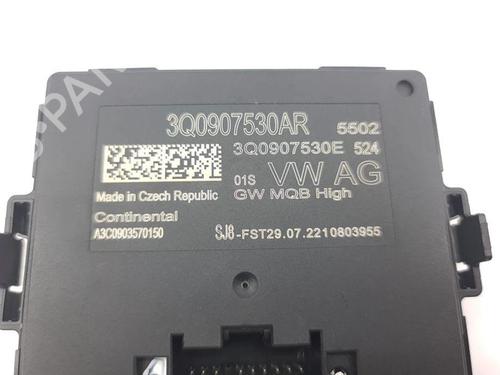 3Q0907530AR 5502
3Q0907530E 524
01S VW AG
Made in Czech Republic GW MQB High
Continental
A3C0903570150 SJ8-FST29.07.2210803955